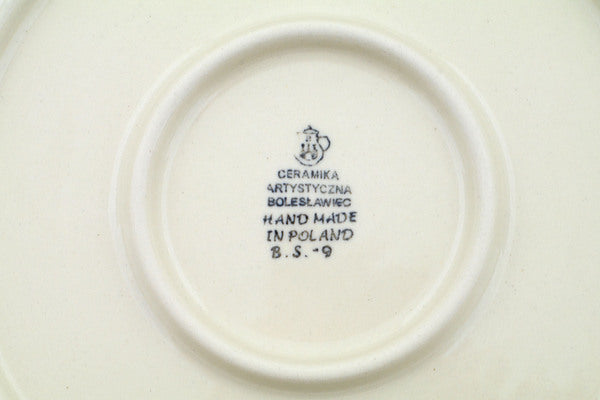 CERAMIKA
ARTYSTYCZNA
BOLESŁAWIEC
HAND MADE
IN POLAND
B.S.-9